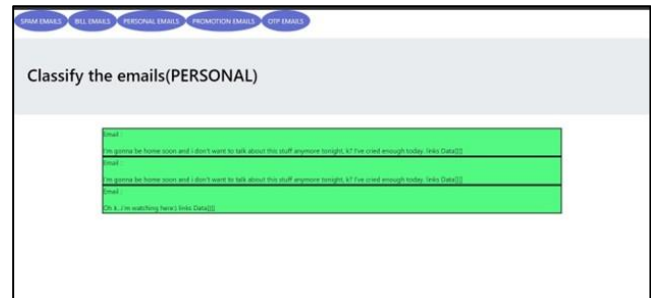 SPAM EMAILS BILL EMAILS PERSONAL EMAILS PROMOTION EMAILS OTP EMAILS
Classify the emails(PERSONAL)
Email :
I'm gonna be home soon and i don't want to talk about this stuff anymore tonight, k? I've cried enough today. links Data[[]]
Email :
I'm gonna be home soon and i don't want to talk about this stuff anymore tonight, k? I've cried enough today. links Data[[]]
Email :
Oh k...i'm watching here:) links Data[[]]